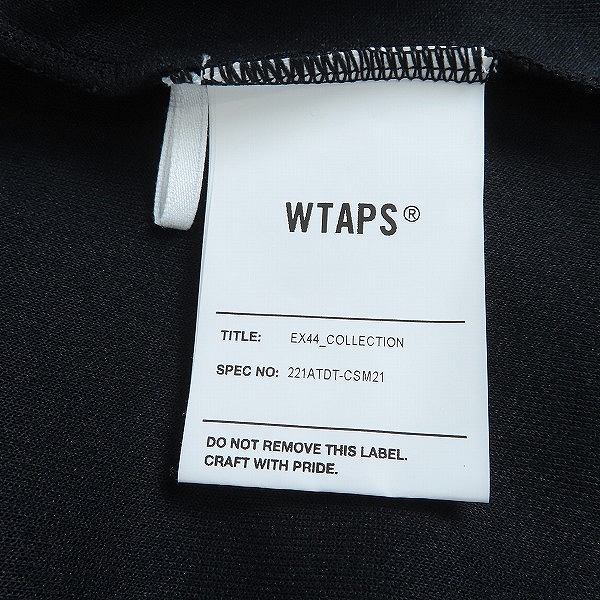 WTAPS®
TITLE: EX44_COLLECTION
SPEC NO: 221ATDT-CSM21
DO NOT REMOVE THIS LABEL.
CRAFT WITH PRIDE.